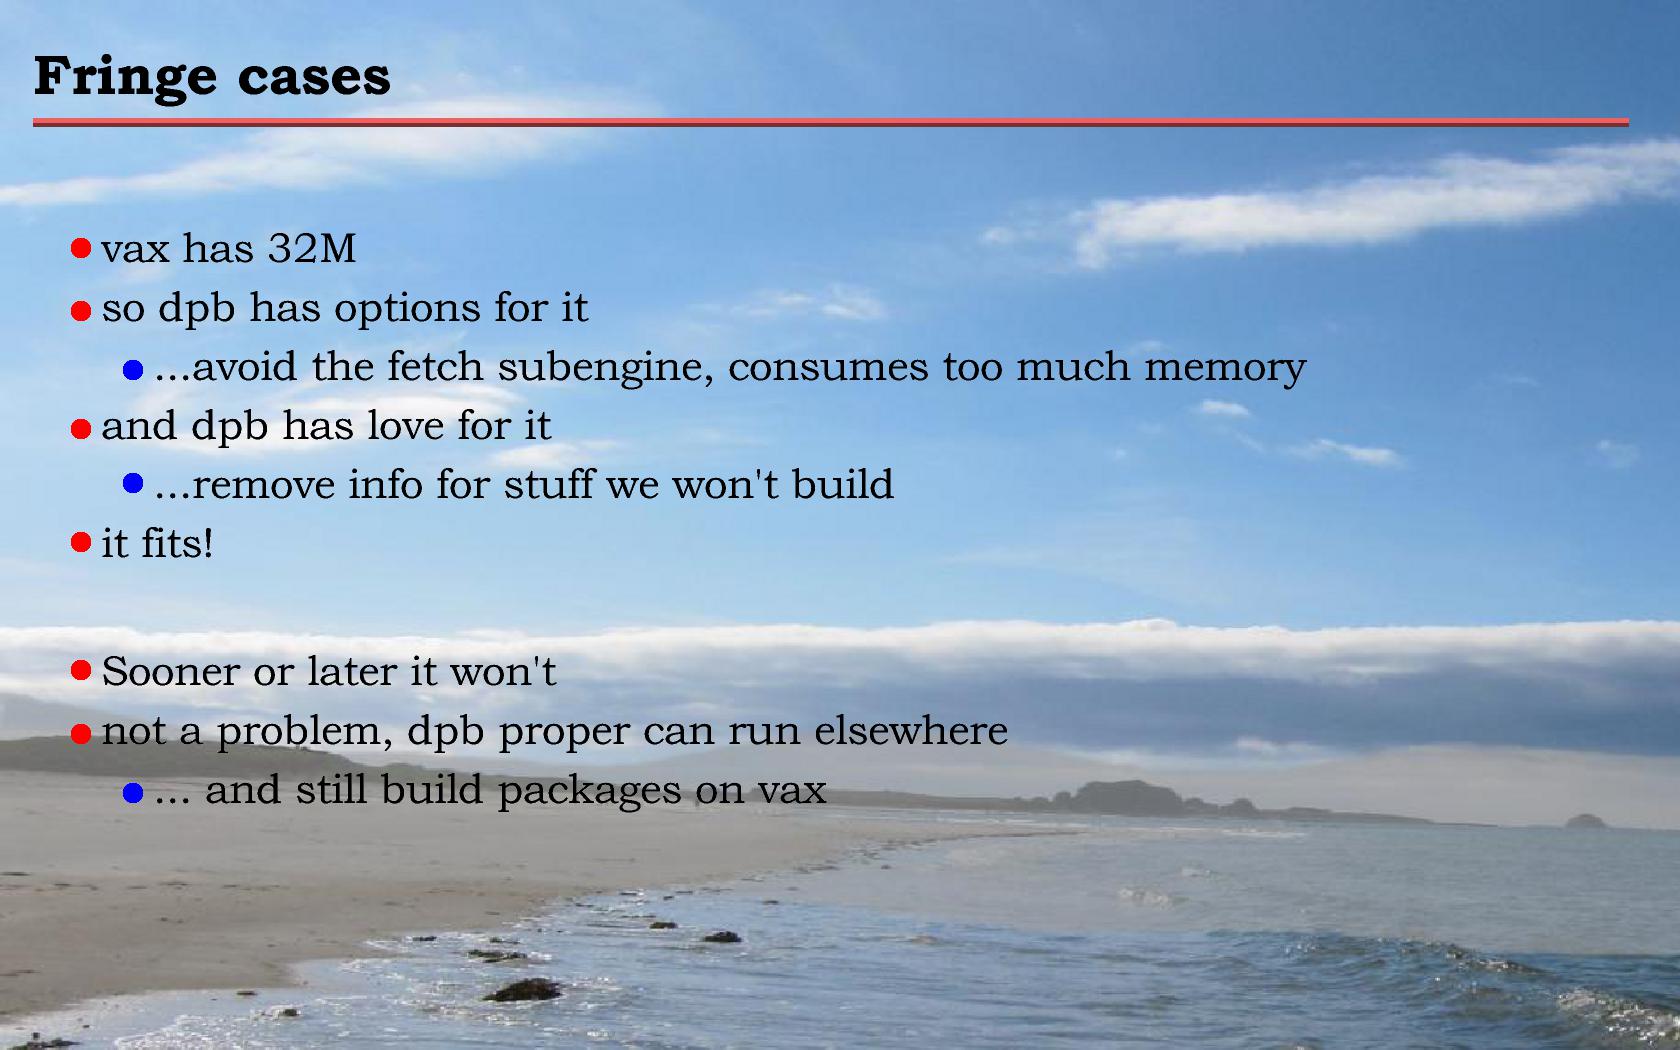 Fringe cases
vax has 32M
so dpb has options for it
...avoid the fetch subengine, consumes too much memory
and dpb has love for it
...remove info for stuff we won't build
it fits!
Sooner or later it won't
not a problem, dpb proper can run elsewhere
... and still build packages on vax